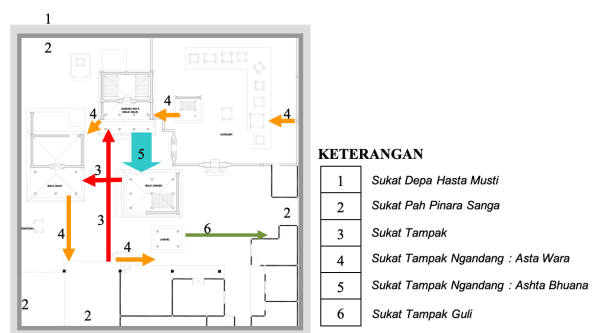 1
2
4
4
4
5
3
3
2
6
4
4
2
2
KETERANGAN
1 Sukat Depa Hasta Musti
2 Sukat Pah Pinara Sanga
3 Sukat Tampak
4 Sukat Tampak Ngandang : Asta Wara
5 Sukat Tampak Ngandang : Ashta Bhuana
6 Sukat Tampak Guli